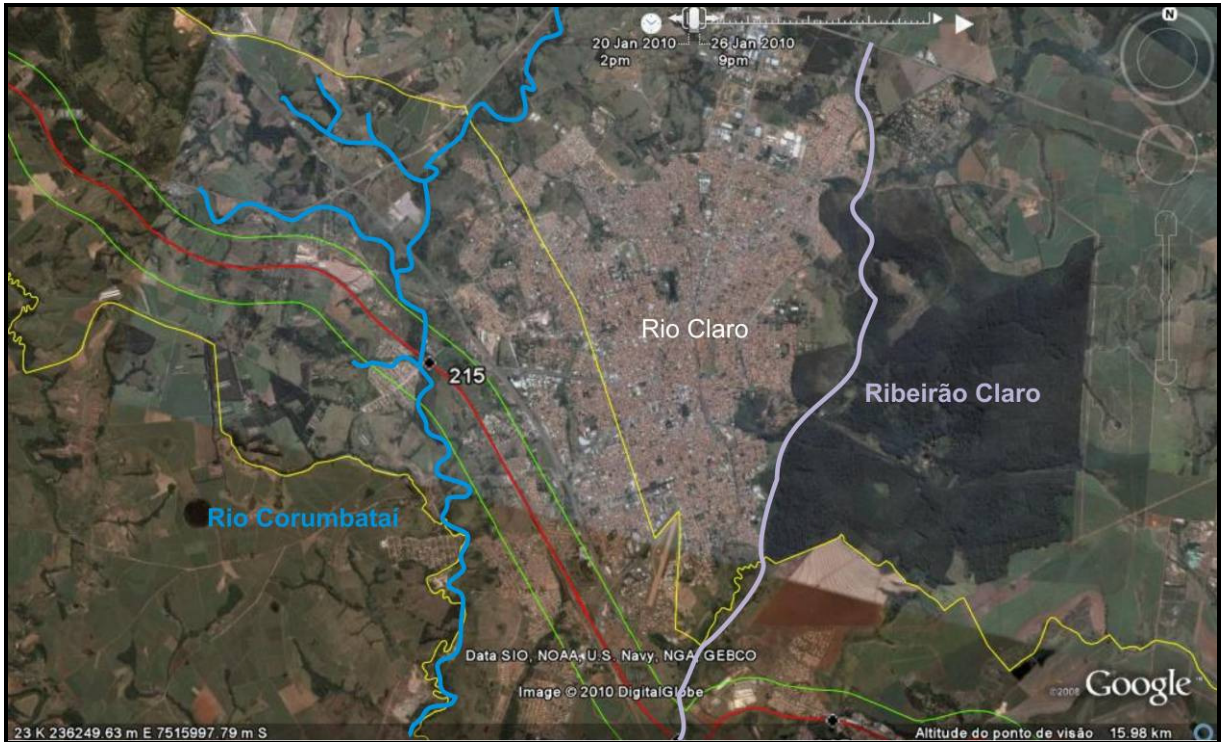 N
20 Jan 2010
2pm
26 Jan 2010
9pm
Rio Claro
215
Ribeirão Claro
Rio Corumbataí
Data SIO, NOAA, U.S. Navy, NGA, GEBCO
Image © 2010 DigitalGlobe
©2008 Google
23 K 236249.63 m E 7515997.79 m S
Altitude do ponto de visão 15.98 km